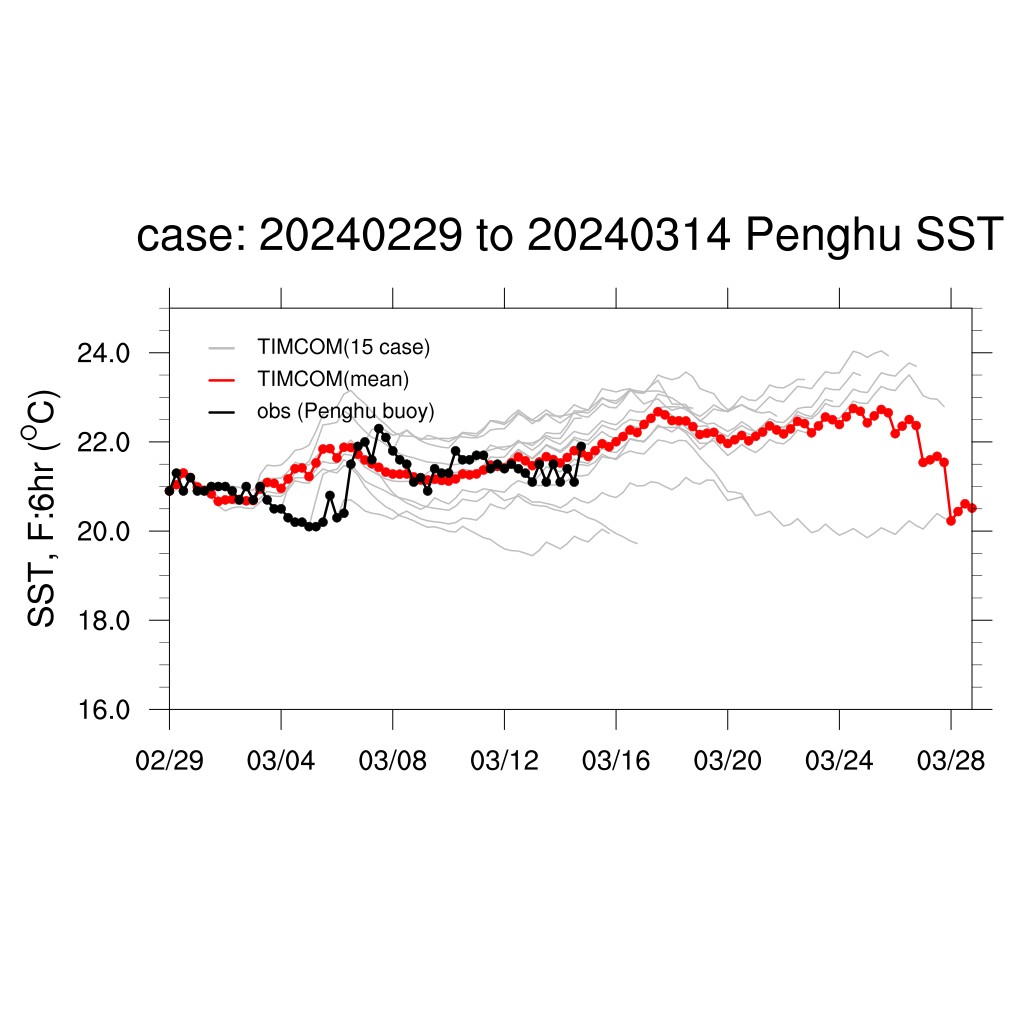 case: 20240229 to 20240314 Penghu SST
TIMCOM(15 case)
TIMCOM(mean)
obs (Penghu buoy)
SST, F:6hr (OC)
24.0
22.0
20.0
18.0
16.0
02/29 03/04 03/08 03/12 03/16 03/20 03/24 03/28